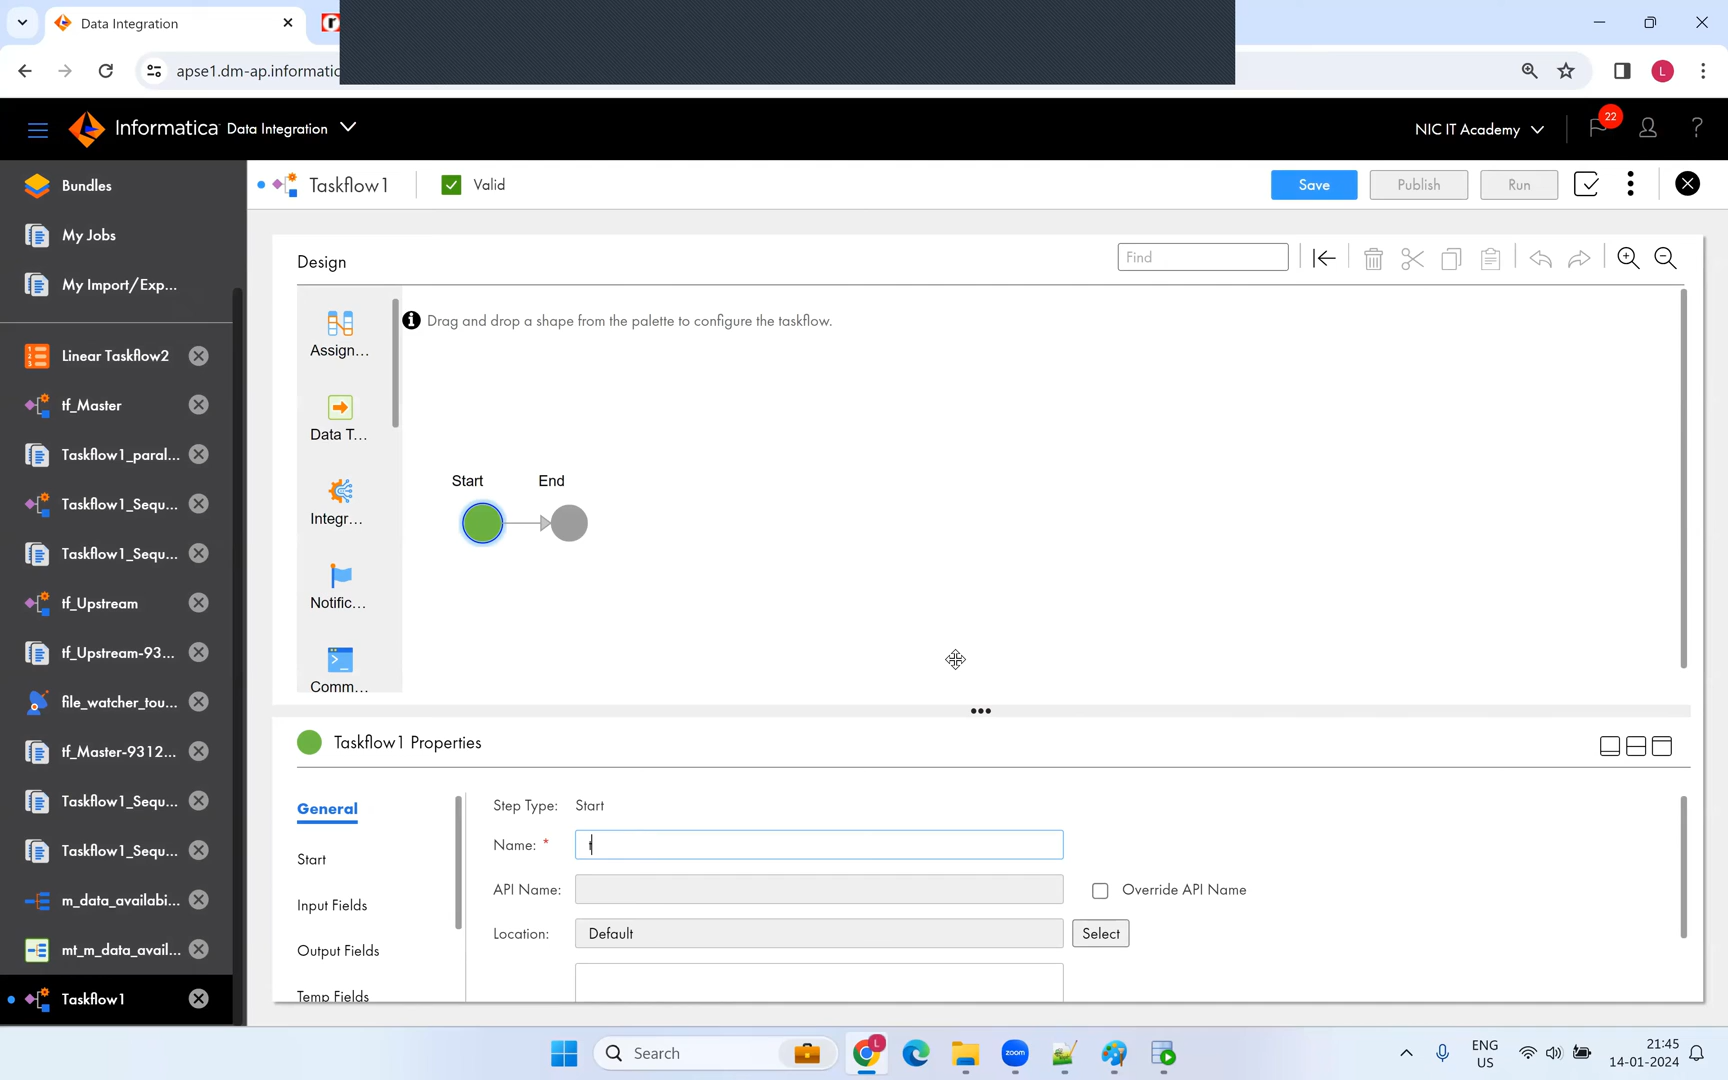 Data Integration
apse1.dm-ap.informatic
L
Informatica Data Integration
NIC IT Academy
22
?
Bundles
My Jobs
My Import/Exp...
Linear Taskflow2
tf_Master
Taskflow1_paral...
Taskflow1_Sequ...
Taskflow1_Sequ...
tf_Upstream
tf_Upstream-93...
file_watcher_tou...
tf_Master-9312...
Taskflow1_Sequ...
Taskflow1_Sequ...
m_data_availabi...
mt_m_data_avail...
Taskflow1
Taskflow1
Valid
Save
Publish
Run
Design
Find
Assign...
Data T...
Integr...
Notific...
Comm...
Drag and drop a shape from the palette to configure the taskflow.
Start
End
Taskflow1 Properties
General
Start
Input Fields
Output Fields
Temp Fields
Step Type: Start
Name: * t
API Name:
Override API Name
Location: Default
Select
Search
L
zoom
ENG
US
21:45
14-01-2024